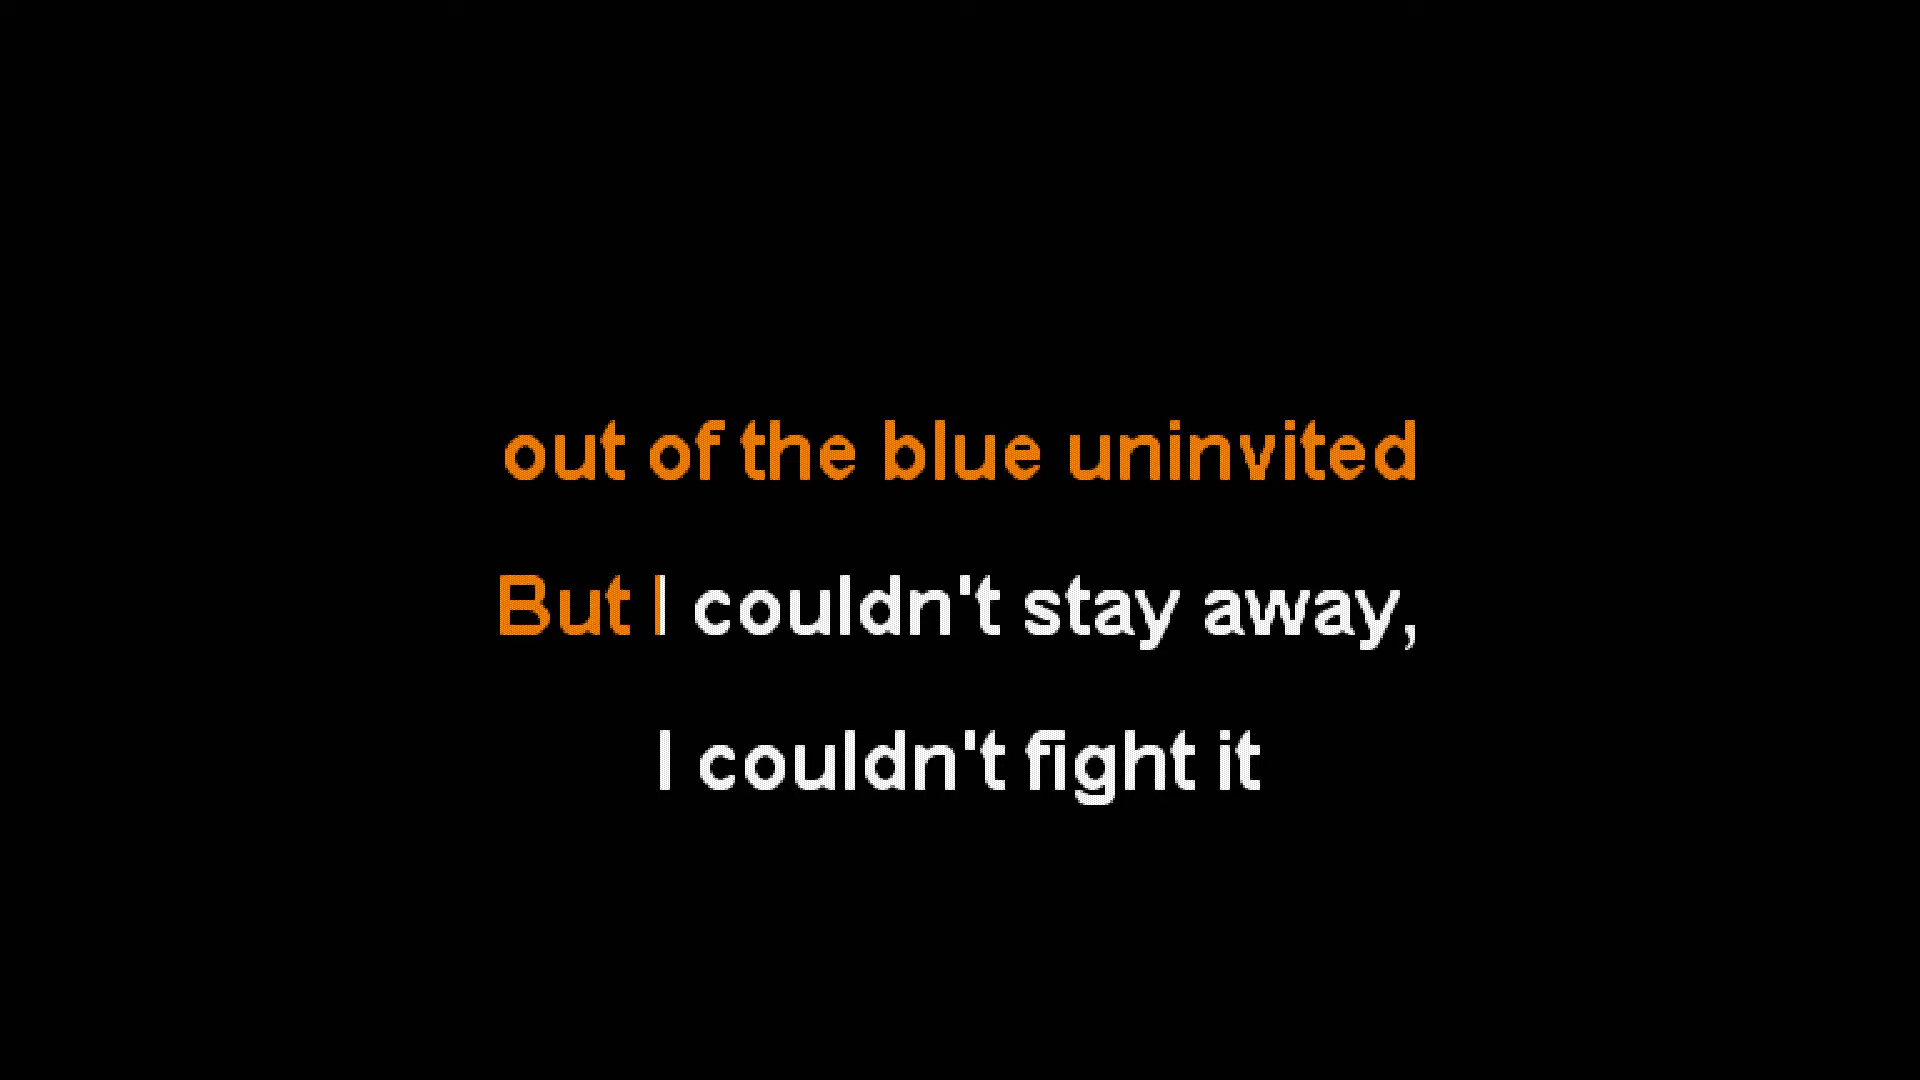 out of the blue uninvited
But I couldn't stay away,
I couldn't fight it